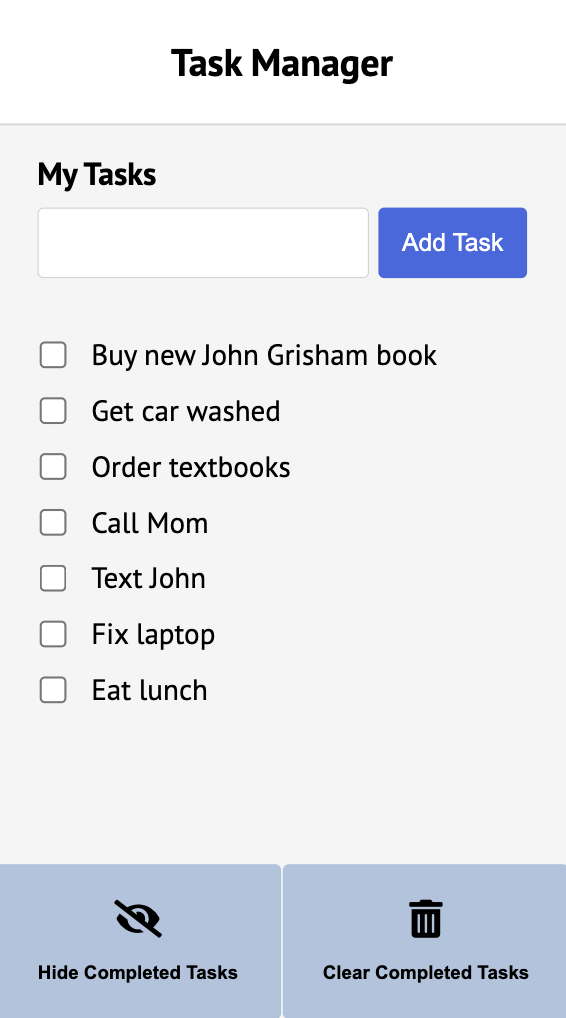 Task Manager
My Tasks
Add Task
Buy new John Grisham book
Get car washed
Order textbooks
Call Mom
Text John
Fix laptop
Eat lunch
Hide Completed Tasks
Clear Completed Tasks